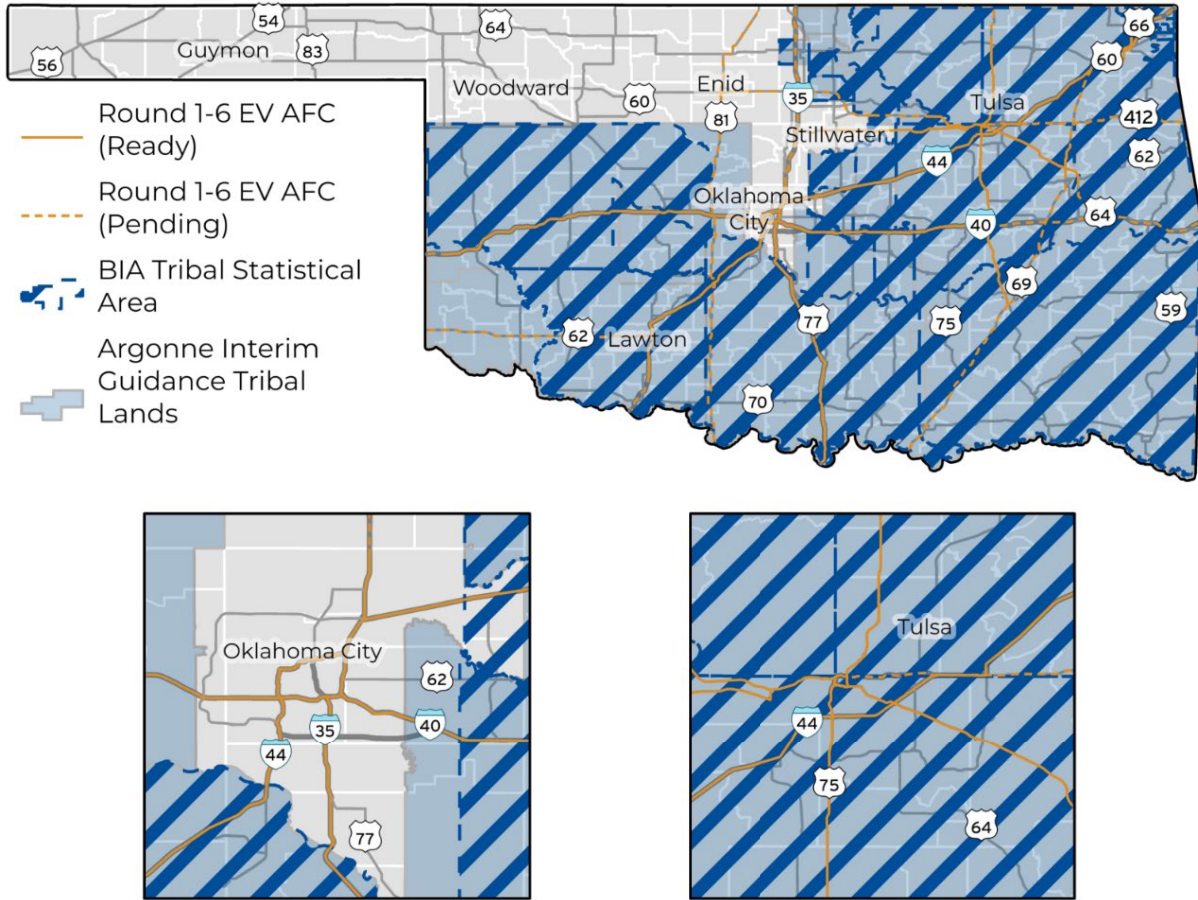 54
64
66
Guymon
83
56
60
Woodward
Enid
60
35
Tulsa
81
412
Stillwater
62
44
Oklahoma
City
40
64
69
62
Lawton
77
75
59
70
Round 1-6 EV AFC
(Ready)
Round 1-6 EV AFC
(Pending)
BIA Tribal Statistical
Area
Argonne Interim
Guidance Tribal
Lands
Oklahoma City
62
35
40
44
77
Tulsa
44
75
64